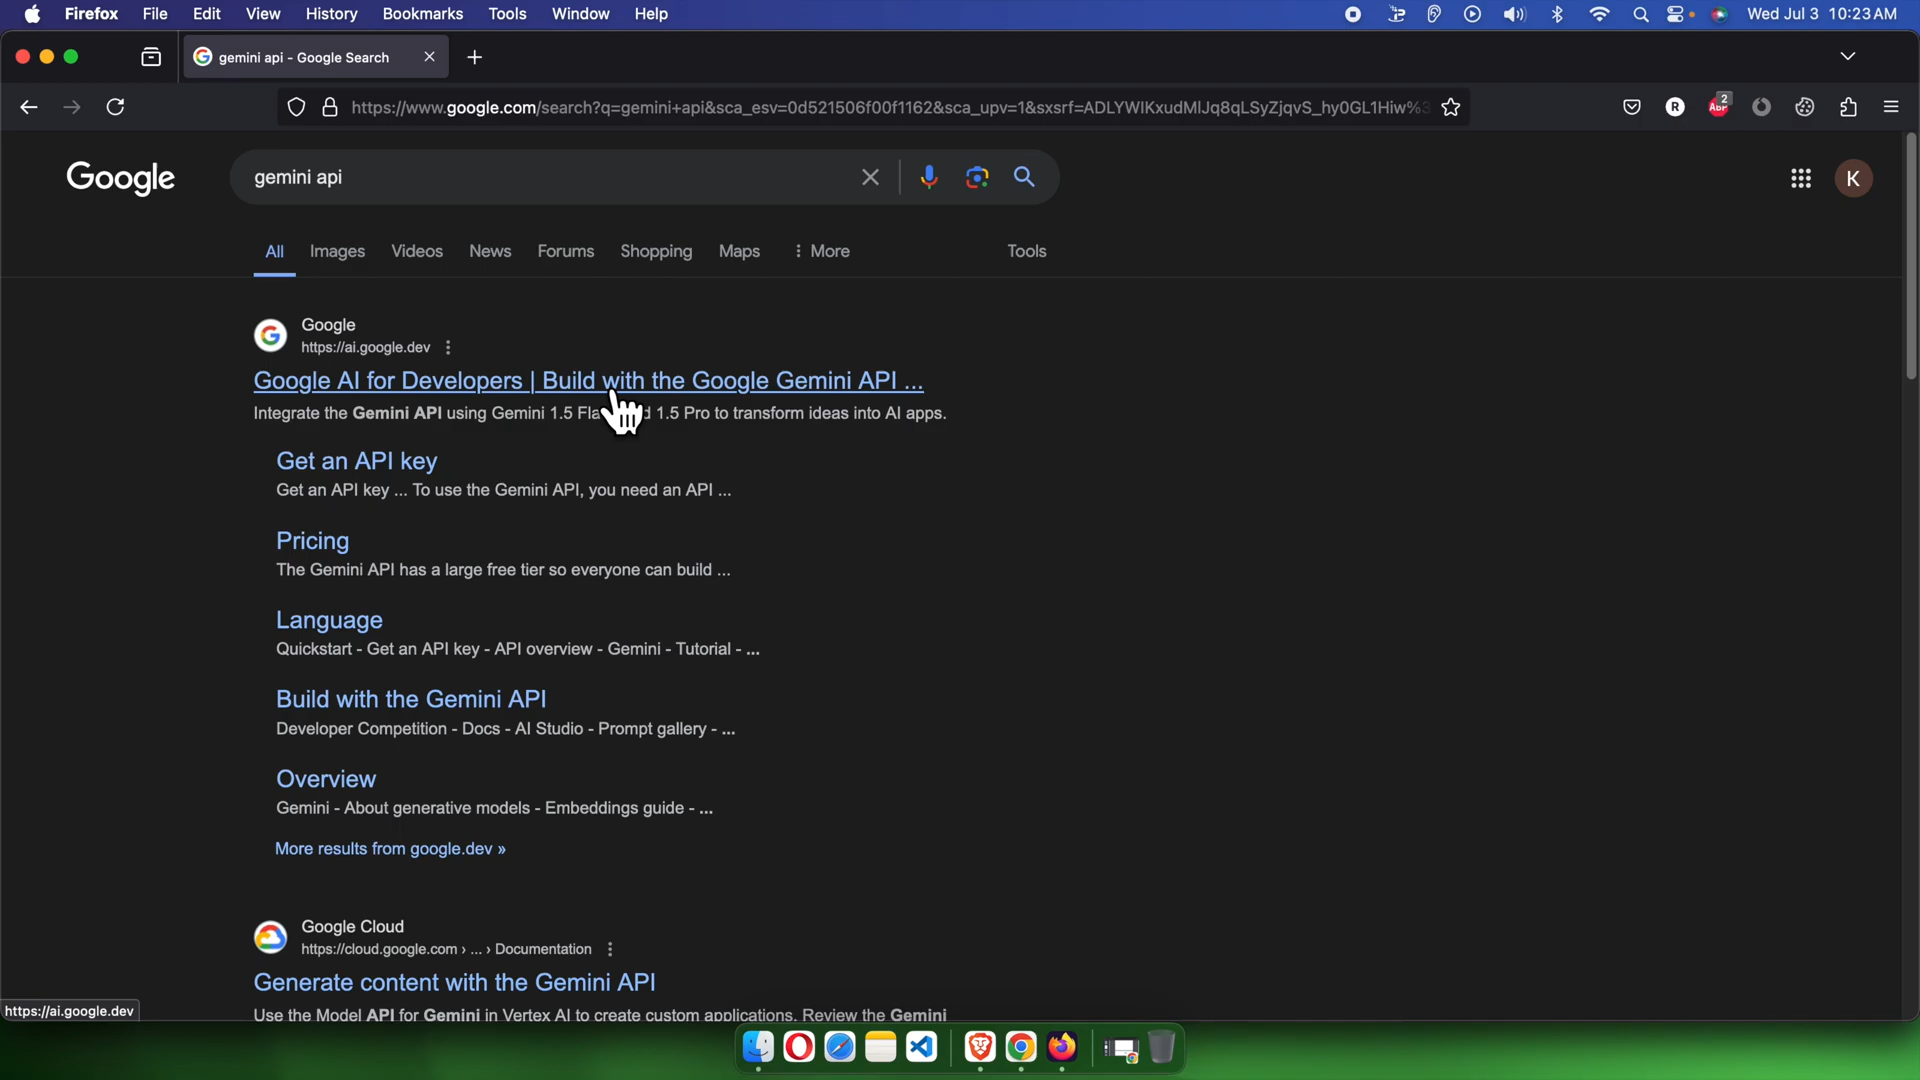 Firefox File Edit View History Bookmarks Tools Window Help Wed Jul 3 10:23 AM
gemini api - Google Search
https://www.google.com/search?q=gemini+api&sca_esv=0d521506f00f1162&sca_upv=1&sxsrf=ADLYWIKxudMlJq8qLSyZjqvS_hy0GL1Hiw%3 R ABP 2
Google gemini api K
All Images Videos News Forums Shopping Maps More Tools
Google
https://ai.google.dev
Google AI for Developers | Build with the Google Gemini API ...
Integrate the Gemini API using Gemini 1.5 1.5 Pro to transform ideas into AI apps.
Get an API key
Get an API key ... To use the Gemini API, you need an API ...
Pricing
The Gemini API has a large free tier so everyone can build ...
Language
Quickstart - Get an API key - API overview - Gemini - Tutorial - ...
Build with the Gemini API
Developer Competition - Docs - AI Studio - Prompt gallery - ...
Overview
Gemini - About generative models - Embeddings guide - ...
More results from google.dev »
Google Cloud
https://cloud.google.com › ... › Documentation
Generate content with the Gemini API
Use the Model API for Gemini in Vertex AI to create custom applications. Review the Gemini
https://ai.google.dev